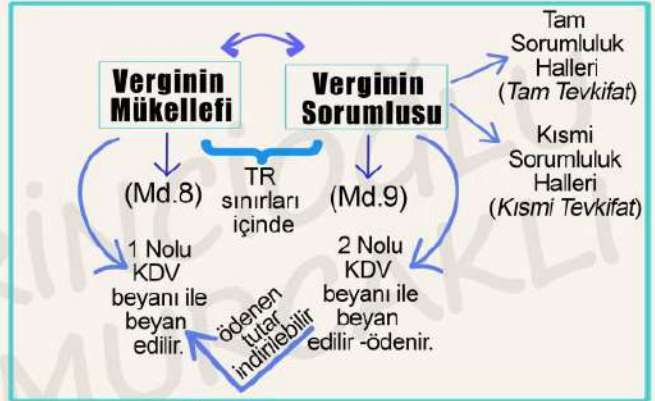 Verginin
Mükellefi
Verginin
Sorumlusu
Tam
Sorumluluk
Halleri
(Tam Tevkifat)
Kısmi
Sorumluluk
Halleri
(Kısmi Tevkifat)
(Md.8)
TR
sınırları
içinde
(Md.9)
1 Nolu
KDV
beyanı ile
beyan
edilir.
ödenen
tutar
indirilebilir
2 Nolu
KDV
beyanı ile
beyan
edilir -ödenir.